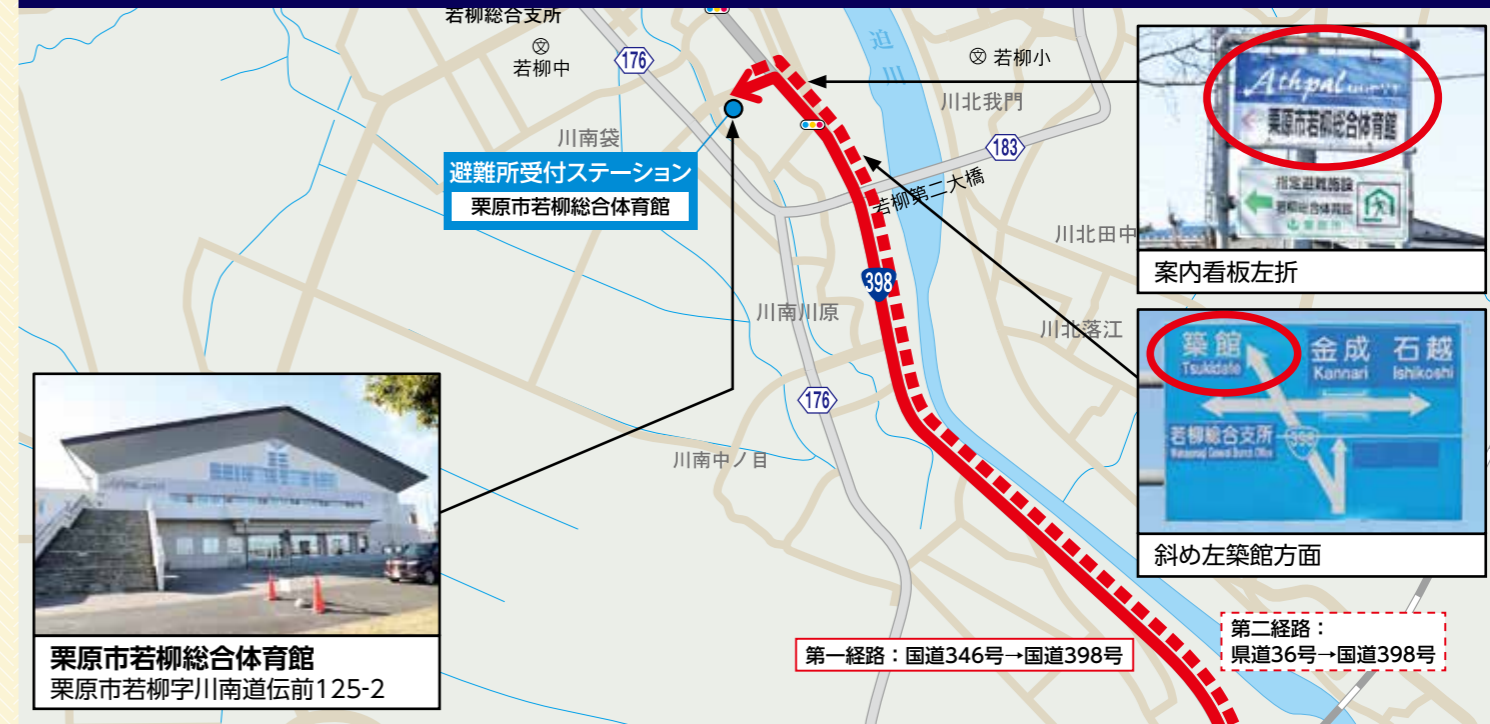 若柳総合支所
若柳中
176
迫川
若柳小
川北我門
川南袋
183
避難所受付ステーション
栗原市若柳総合体育館
若柳第二大橋
川北田中
398
川南川原
川北落江
176
川南中ノ目
Athpal
栗原市若柳総合体育館
指定避難施設
若柳総合体育館
栗原市
案内看板左折
築館
Tsukidate
金成
Kannari
石越
Ishikoshi
若柳総合支所
398
斜め左築館方面
栗原市若柳総合体育館
栗原市若柳字川南道伝前125-2
第一経路：国道346号→国道398号
第二経路：
県道36号→国道398号